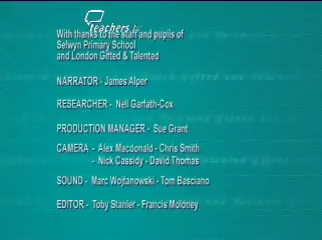 teachers.tv
With thanks to the staff and pupils of
Selwyn Primary School
and London Gifted & Talented
NARRATOR - James Alper
RESEARCHER - Nell Garfath-Cox
PRODUCTION MANAGER - Sue Grant
CAMERA - Alex Macdonald - Chris Smith
- Nick Cassidy - David Thomas
SOUND - Marc Wojtanowski - Tom Basciano
EDITOR - Toby Stanier - Francis Moloney